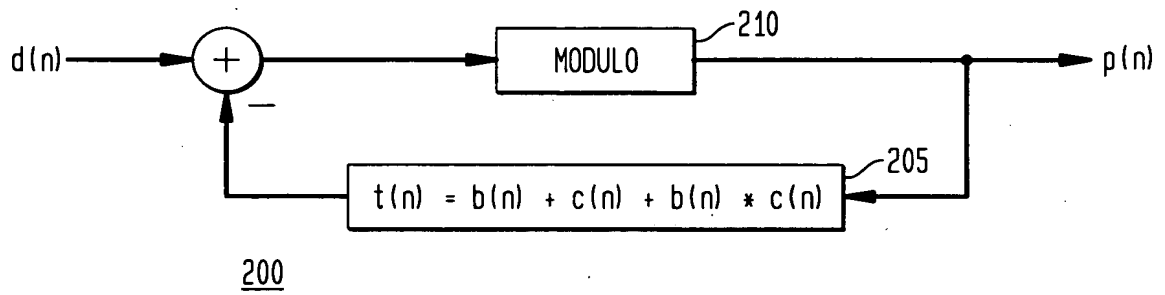 210
d(n) + MODULO p(n)
−
205
t(n) = b(n) + c(n) + b(n) * c(n)
200